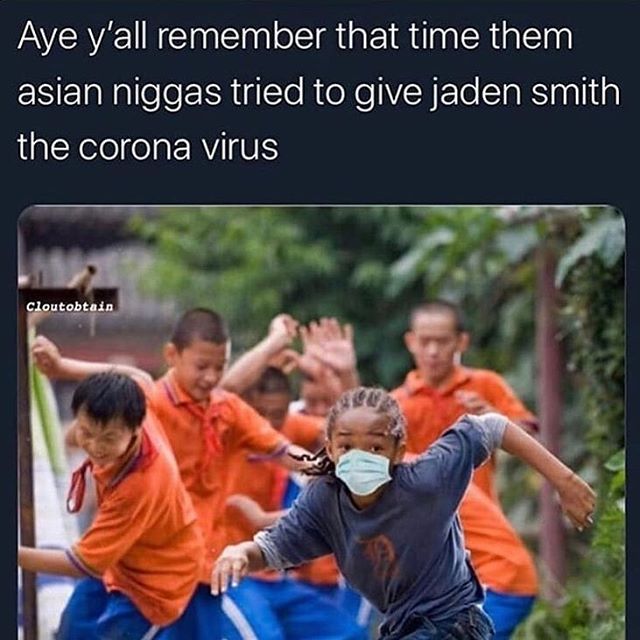 Aye y'all remember that time them
asian niggas tried to give jaden smith
the corona virus
Cloutobtain